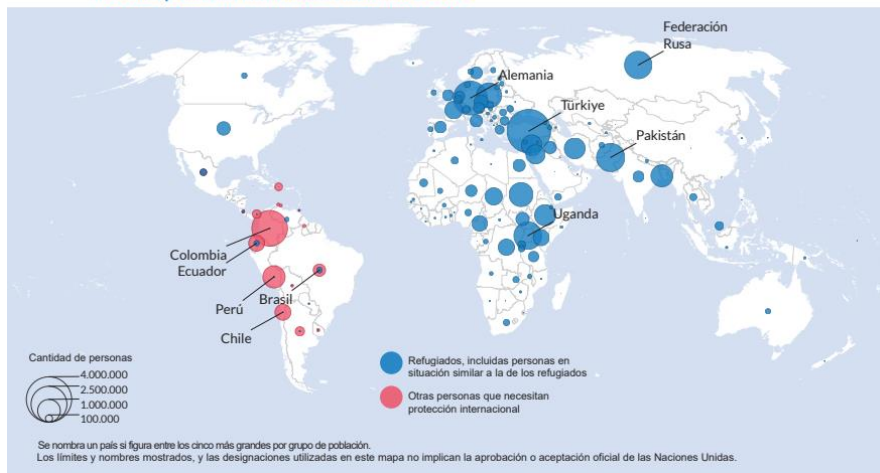 Federación
Rusa
Alemania
Türkiye
Pakistán
Uganda
Colombia
Ecuador
Perú
Brasil
Chile
Cantidad de personas
4.000.000
2.500.000
1.000.000
100.000
Refugiados, incluidas personas en
situación similar a la de los refugiados
Otras personas que necesitan
protección internacional
Se nombra un país si figura entre los cinco más grandes por grupo de población.
Los límites y nombres mostrados, y las designaciones utilizadas en este mapa no implican la aprobación o aceptación oficial de las Naciones Unidas.